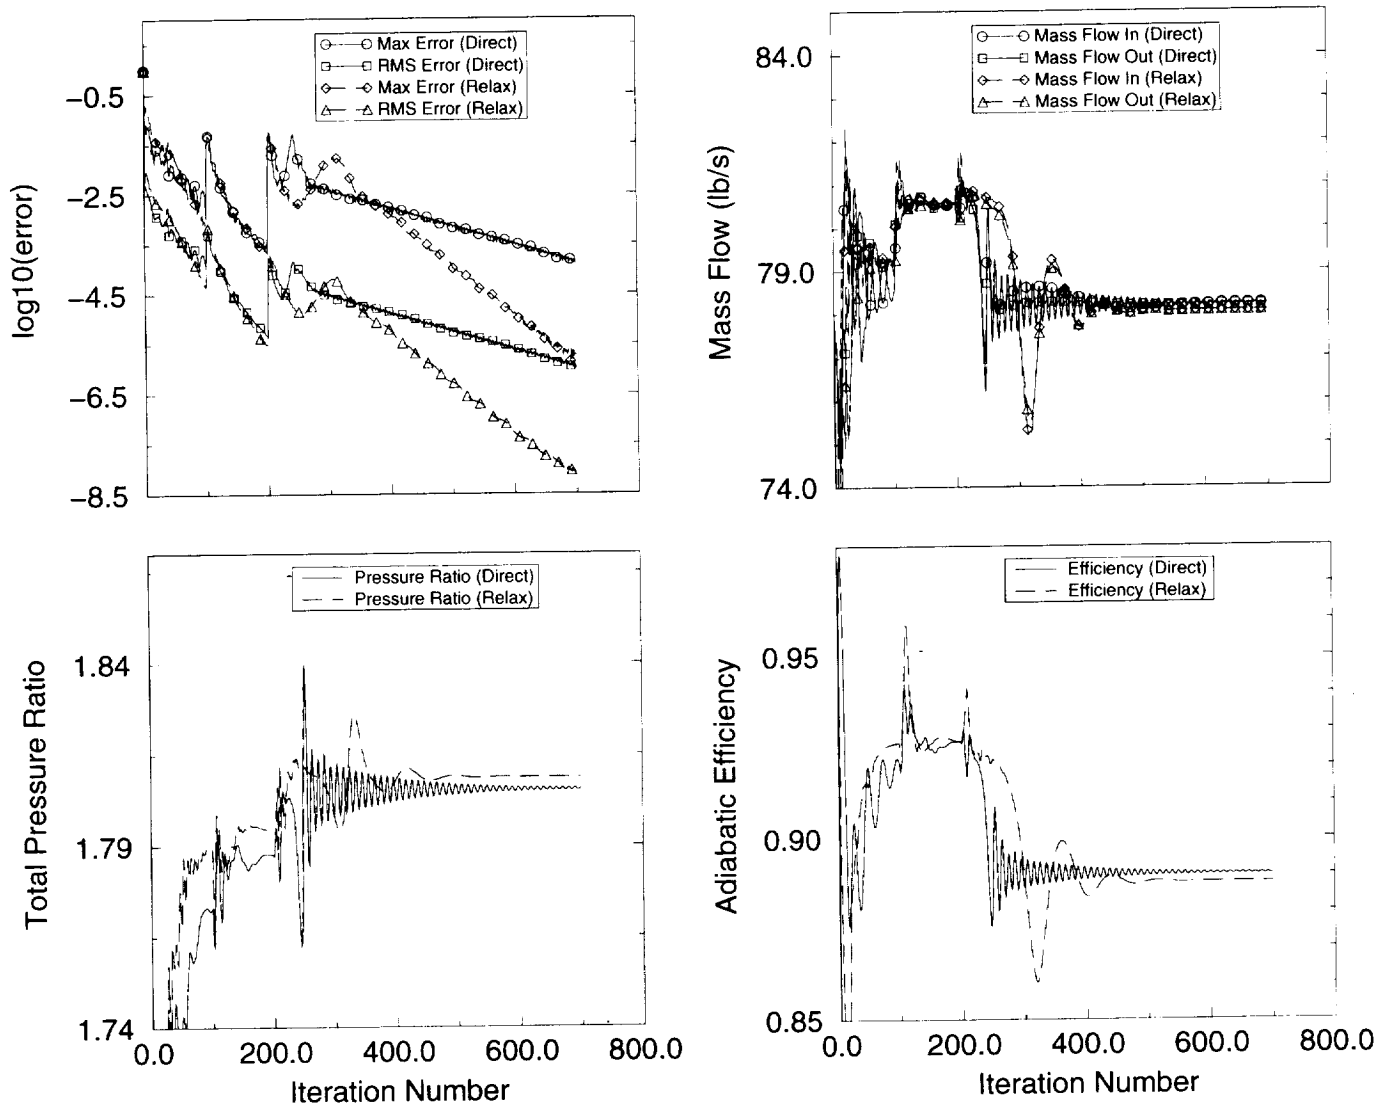 Max Error (Direct)
RMS Error (Direct)
Max Error (Relax)
RMS Error (Relax)
−0.5
−2.5
−4.5
−6.5
−8.5
log10(error)
Mass Flow In (Direct)
Mass Flow Out (Direct)
Mass Flow In (Relax)
Mass Flow Out (Relax)
84.0
79.0
74.0
Mass Flow (lb/s)
Pressure Ratio (Direct)
Pressure Ratio (Relax)
1.84
1.79
1.74
Total Pressure Ratio
0.0 200.0 400.0 600.0 800.0
Iteration Number
Efficiency (Direct)
Efficiency (Relax)
0.95
0.90
0.85
Adiabatic Efficiency
0.0 200.0 400.0 600.0 800.0
Iteration Number